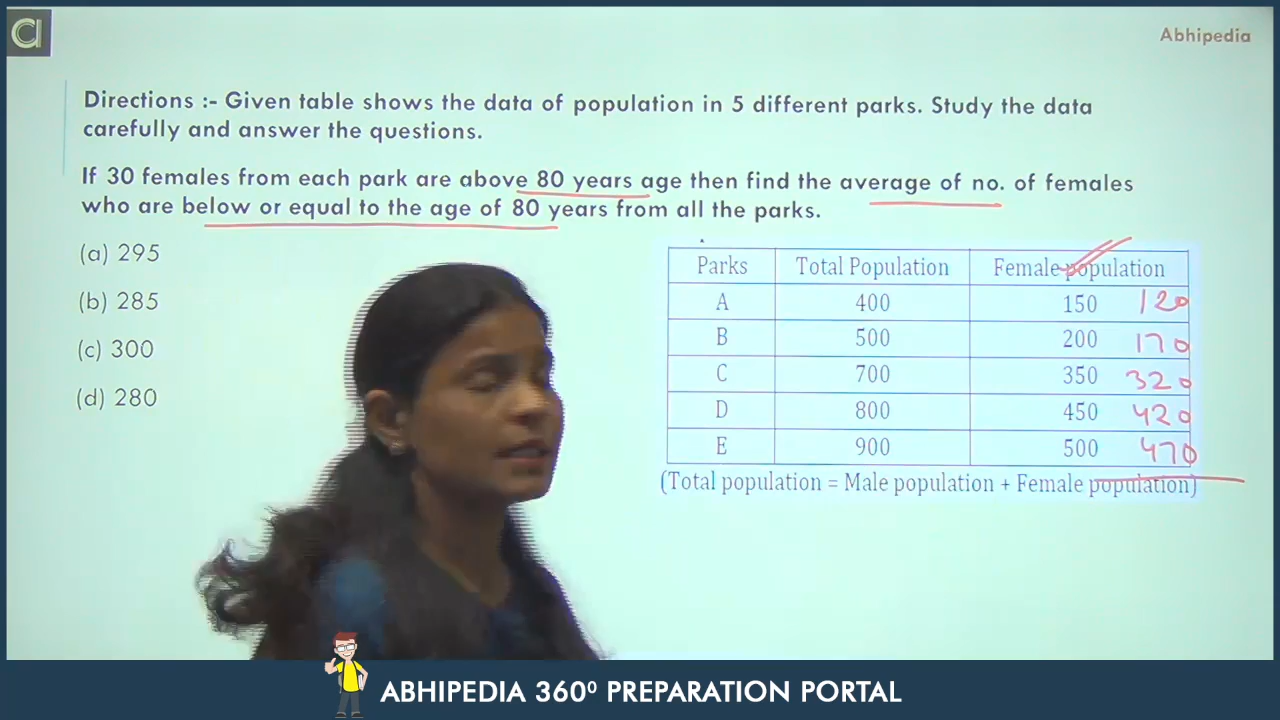 Abhipedia
Directions :- Given table shows the data of population in 5 different parks. Study the data
carefully and answer the questions.
If 30 females from each park are above 80 years age then find the average of no. of females
who are below or equal to the age of 80 years from all the parks.
(a) 295
(b) 285
(c) 300
(d) 280
Parks Total Population Female population
A 400 150 120
B 500 200 170
C 700 350 320
D 800 450 420
E 900 500 470
(Total population = Male population + Female population)
ABHIPEDIA 360⁰ PREPARATION PORTAL